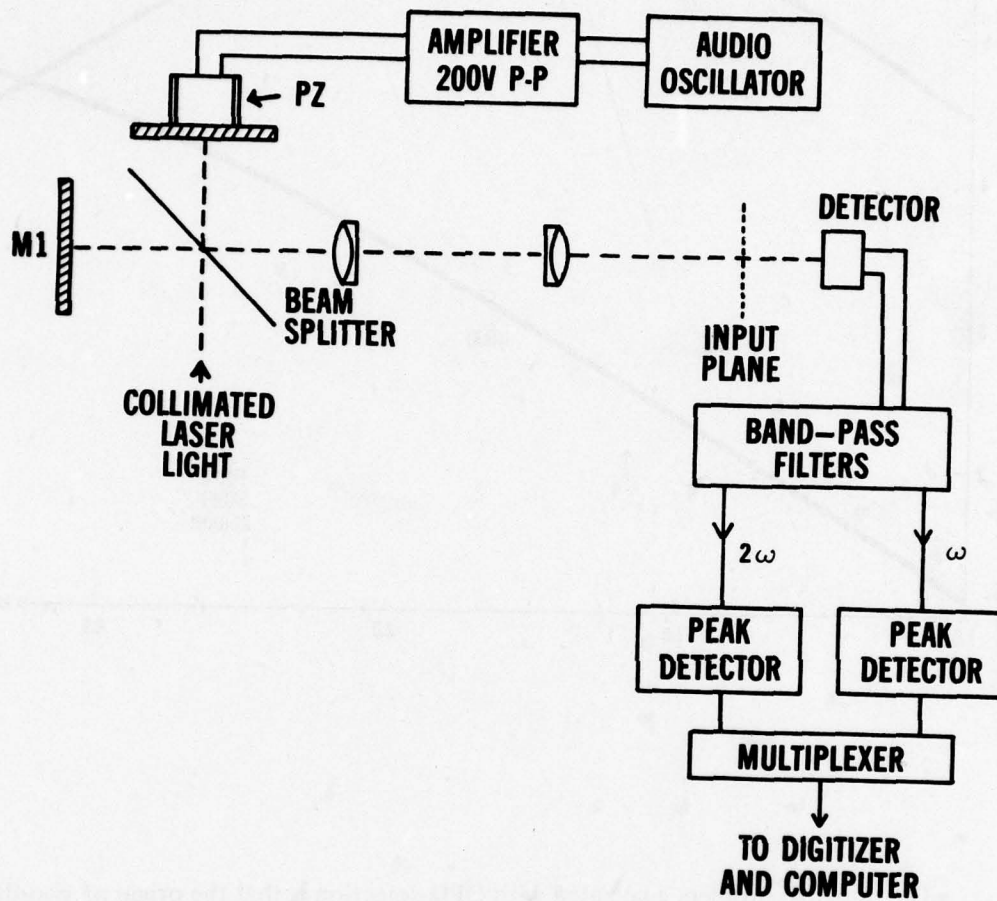 AMPLIFIER
200V P-P
AUDIO
OSCILLATOR
PZ
M1
BEAM
SPLITTER
COLLIMATED
LASER
LIGHT
DETECTOR
INPUT
PLANE
BAND-PASS
FILTERS
2ω
ω
PEAK
DETECTOR
PEAK
DETECTOR
MULTIPLEXER
TO DIGITIZER
AND COMPUTER